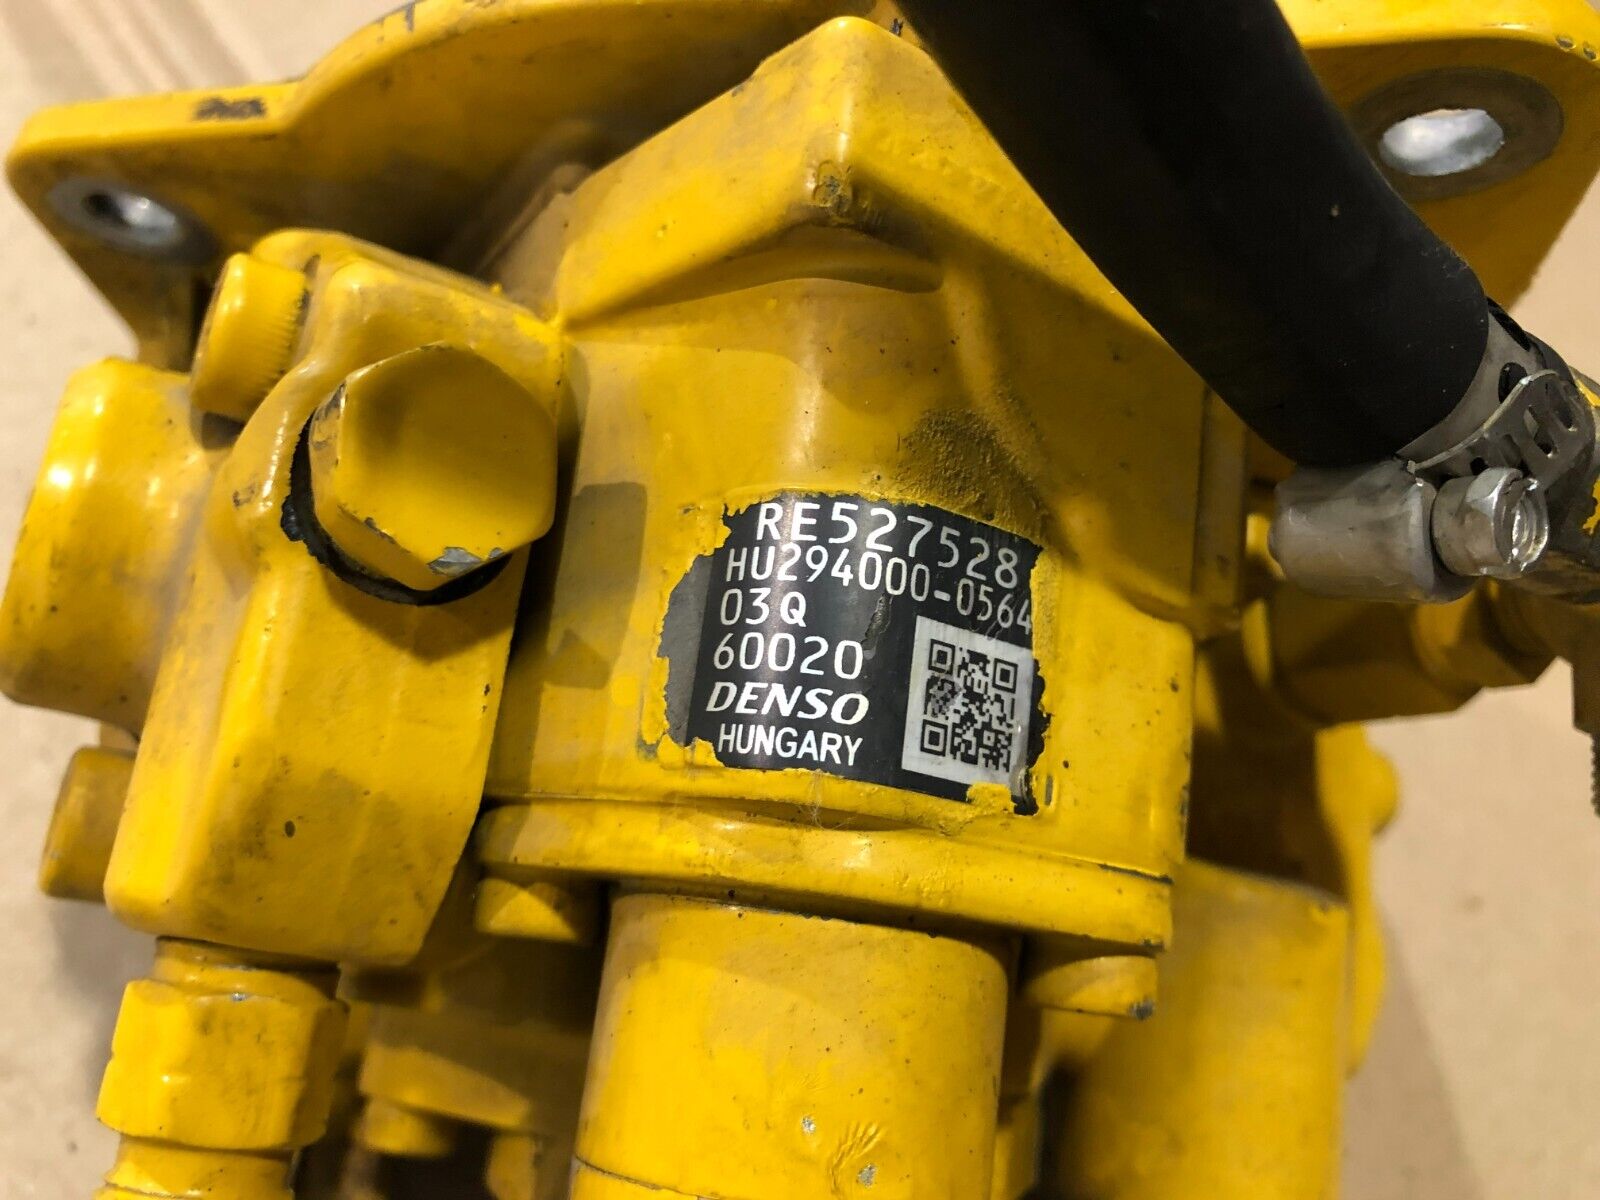 RE527528
HU294000-0564
03Q
60020
DENSO
HUNGARY